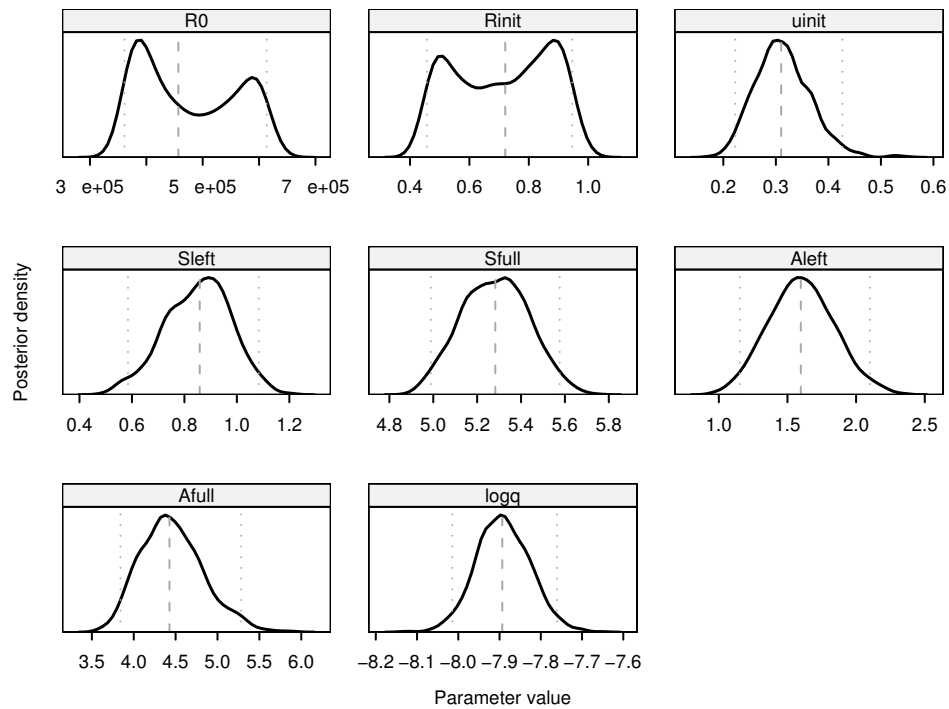 R0 Rinit uinit
3 e+05 5 e+05 7 e+05 0.4 0.6 0.8 1.0 0.2 0.3 0.4 0.5 0.6
Sleft Sfull Aleft
0.4 0.6 0.8 1.0 1.2 4.8 5.0 5.2 5.4 5.6 5.8 1.0 1.5 2.0 2.5
Posterior density
Afull logq
3.5 4.0 4.5 5.0 5.5 6.0 −8.2 −8.1 −8.0 −7.9 −7.8 −7.7 −7.6
Parameter value